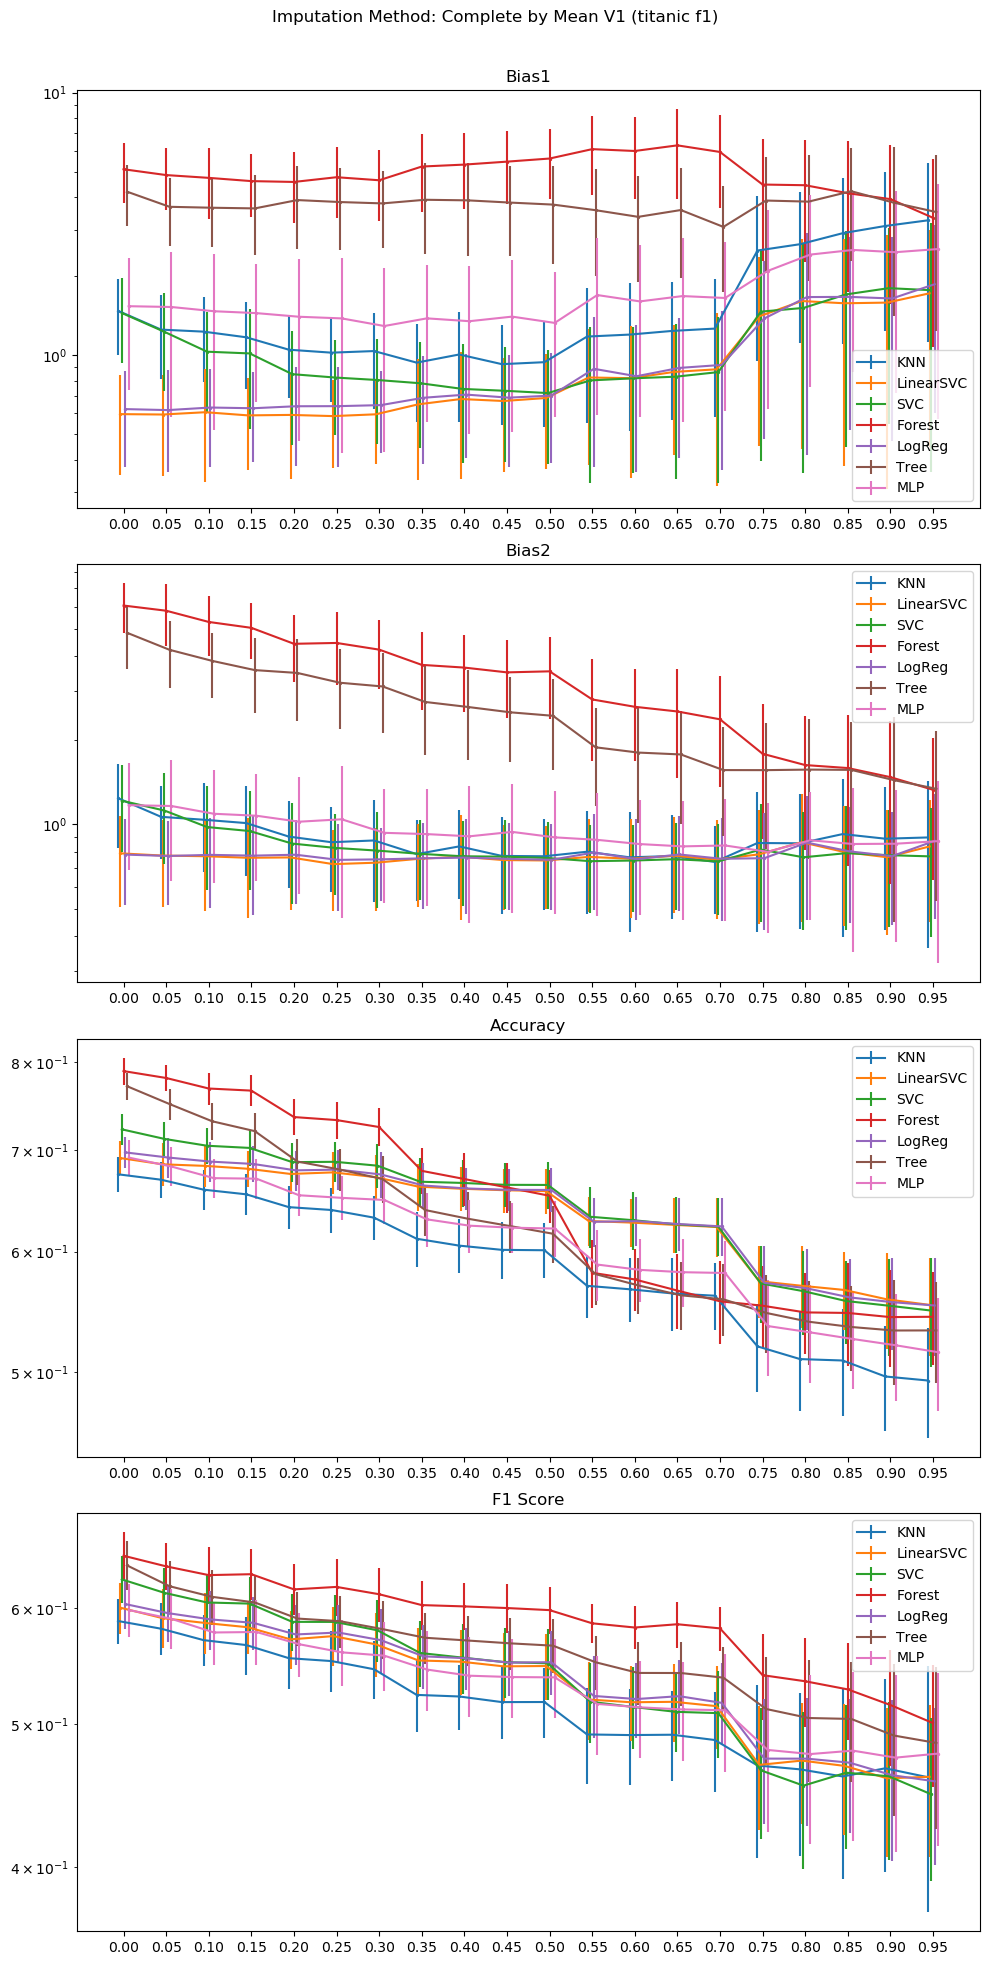 Imputation Method: Complete by Mean V1 (titanic f1)
Bias1
10¹
10⁰
KNN
LinearSVC
SVC
Forest
LogReg
Tree
MLP
0.00 0.05 0.10 0.15 0.20 0.25 0.30 0.35 0.40 0.45 0.50 0.55 0.60 0.65 0.70 0.75 0.80 0.85 0.90 0.95
Bias2
10⁰
KNN
LinearSVC
SVC
Forest
LogReg
Tree
MLP
0.00 0.05 0.10 0.15 0.20 0.25 0.30 0.35 0.40 0.45 0.50 0.55 0.60 0.65 0.70 0.75 0.80 0.85 0.90 0.95
Accuracy
8 × 10⁻¹
7 × 10⁻¹
6 × 10⁻¹
5 × 10⁻¹
KNN
LinearSVC
SVC
Forest
LogReg
Tree
MLP
0.00 0.05 0.10 0.15 0.20 0.25 0.30 0.35 0.40 0.45 0.50 0.55 0.60 0.65 0.70 0.75 0.80 0.85 0.90 0.95
F1 Score
6 × 10⁻¹
5 × 10⁻¹
4 × 10⁻¹
KNN
LinearSVC
SVC
Forest
LogReg
Tree
MLP
0.00 0.05 0.10 0.15 0.20 0.25 0.30 0.35 0.40 0.45 0.50 0.55 0.60 0.65 0.70 0.75 0.80 0.85 0.90 0.95